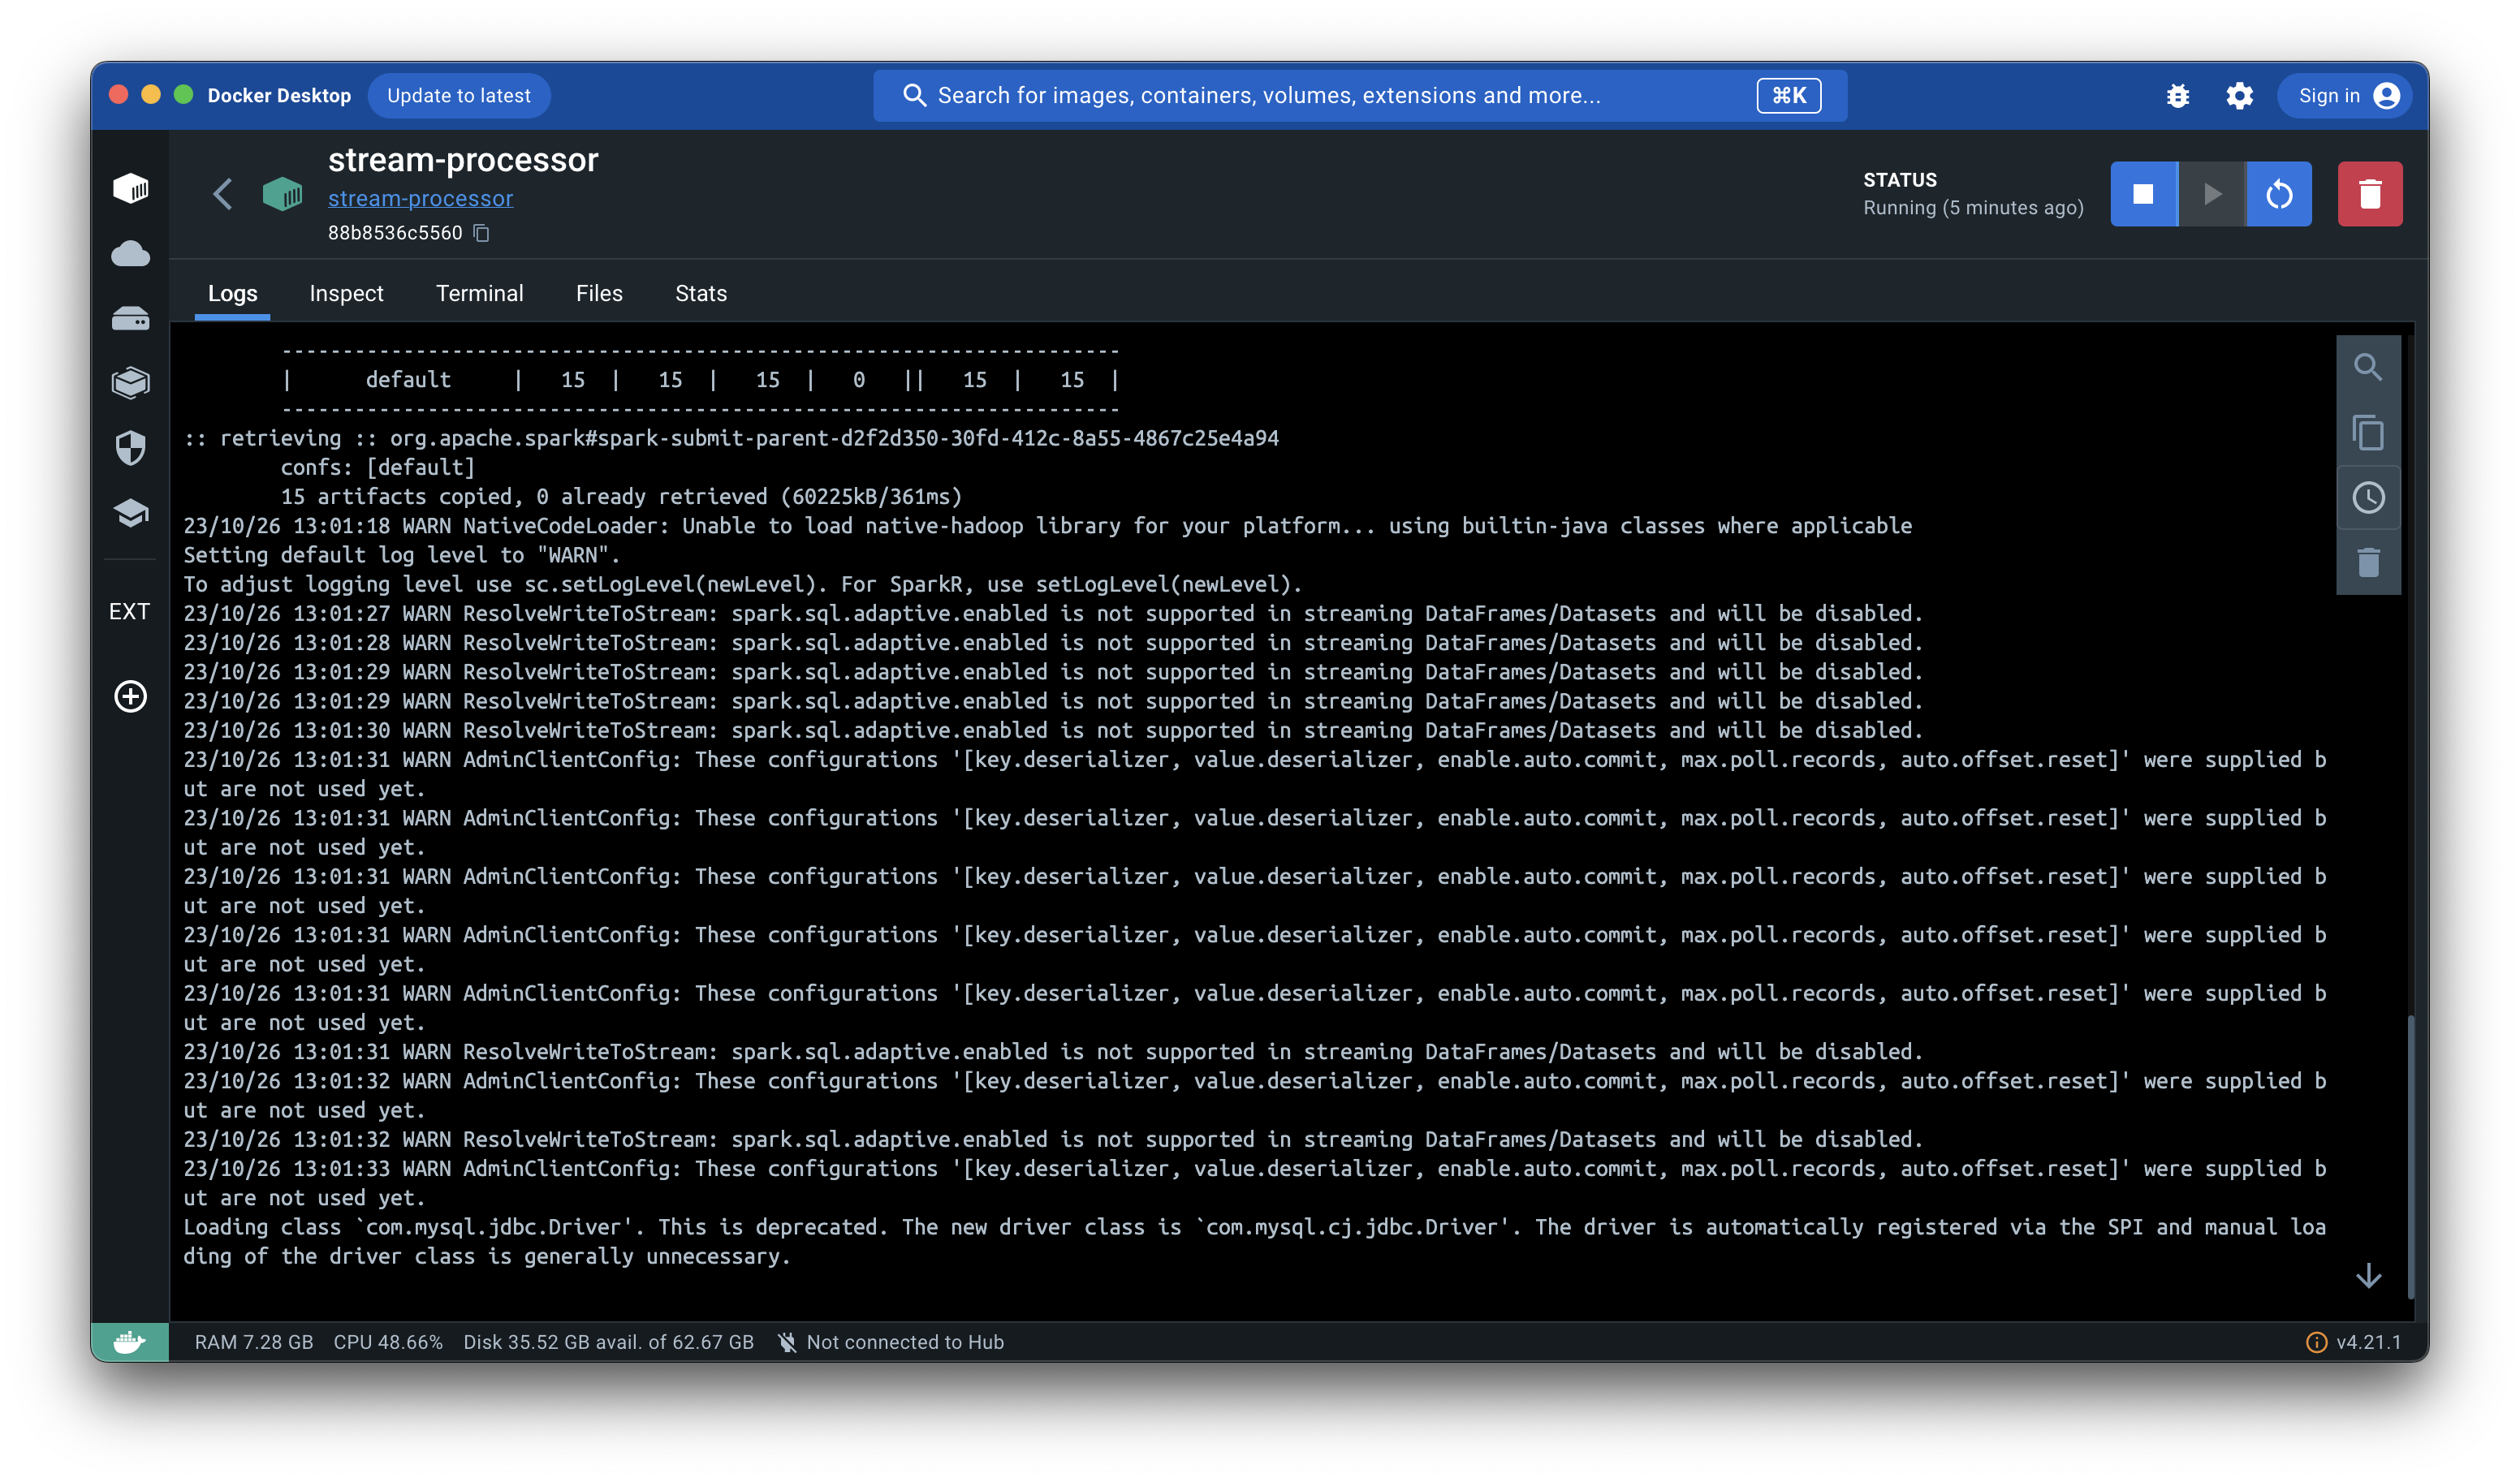 Docker Desktop Update to latest Search for images, containers, volumes, extensions and more... ⌘K Sign in
stream-processor
stream-processor
88b8536c5560
STATUS
Running (5 minutes ago)
Logs Inspect Terminal Files Stats
EXT
---------------------------------------------------------------------
|      default     |   15  |   15  |   15  |   0   ||   15  |   15  |
---------------------------------------------------------------------
:: retrieving :: org.apache.spark#spark-submit-parent-d2f2d350-30fd-412c-8a55-4867c25e4a94
confs: [default]
15 artifacts copied, 0 already retrieved (60225kB/361ms)
23/10/26 13:01:18 WARN NativeCodeLoader: Unable to load native-hadoop library for your platform... using builtin-java classes where applicable
Setting default log level to "WARN".
To adjust logging level use sc.setLogLevel(newLevel). For SparkR, use setLogLevel(newLevel).
23/10/26 13:01:27 WARN ResolveWriteToStream: spark.sql.adaptive.enabled is not supported in streaming DataFrames/Datasets and will be disabled.
23/10/26 13:01:28 WARN ResolveWriteToStream: spark.sql.adaptive.enabled is not supported in streaming DataFrames/Datasets and will be disabled.
23/10/26 13:01:29 WARN ResolveWriteToStream: spark.sql.adaptive.enabled is not supported in streaming DataFrames/Datasets and will be disabled.
23/10/26 13:01:29 WARN ResolveWriteToStream: spark.sql.adaptive.enabled is not supported in streaming DataFrames/Datasets and will be disabled.
23/10/26 13:01:30 WARN ResolveWriteToStream: spark.sql.adaptive.enabled is not supported in streaming DataFrames/Datasets and will be disabled.
23/10/26 13:01:31 WARN AdminClientConfig: These configurations '[key.deserializer, value.deserializer, enable.auto.commit, max.poll.records, auto.offset.reset]' were supplied b
ut are not used yet.
23/10/26 13:01:31 WARN AdminClientConfig: These configurations '[key.deserializer, value.deserializer, enable.auto.commit, max.poll.records, auto.offset.reset]' were supplied b
ut are not used yet.
23/10/26 13:01:31 WARN AdminClientConfig: These configurations '[key.deserializer, value.deserializer, enable.auto.commit, max.poll.records, auto.offset.reset]' were supplied b
ut are not used yet.
23/10/26 13:01:31 WARN AdminClientConfig: These configurations '[key.deserializer, value.deserializer, enable.auto.commit, max.poll.records, auto.offset.reset]' were supplied b
ut are not used yet.
23/10/26 13:01:31 WARN AdminClientConfig: These configurations '[key.deserializer, value.deserializer, enable.auto.commit, max.poll.records, auto.offset.reset]' were supplied b
ut are not used yet.
23/10/26 13:01:31 WARN ResolveWriteToStream: spark.sql.adaptive.enabled is not supported in streaming DataFrames/Datasets and will be disabled.
23/10/26 13:01:32 WARN AdminClientConfig: These configurations '[key.deserializer, value.deserializer, enable.auto.commit, max.poll.records, auto.offset.reset]' were supplied b
ut are not used yet.
23/10/26 13:01:32 WARN ResolveWriteToStream: spark.sql.adaptive.enabled is not supported in streaming DataFrames/Datasets and will be disabled.
23/10/26 13:01:33 WARN AdminClientConfig: These configurations '[key.deserializer, value.deserializer, enable.auto.commit, max.poll.records, auto.offset.reset]' were supplied b
ut are not used yet.
Loading class `com.mysql.jdbc.Driver'. This is deprecated. The new driver class is `com.mysql.cj.jdbc.Driver'. The driver is automatically registered via the SPI and manual loa
ding of the driver class is generally unnecessary.
RAM 7.28 GB CPU 48.66% Disk 35.52 GB avail. of 62.67 GB Not connected to Hub v4.21.1